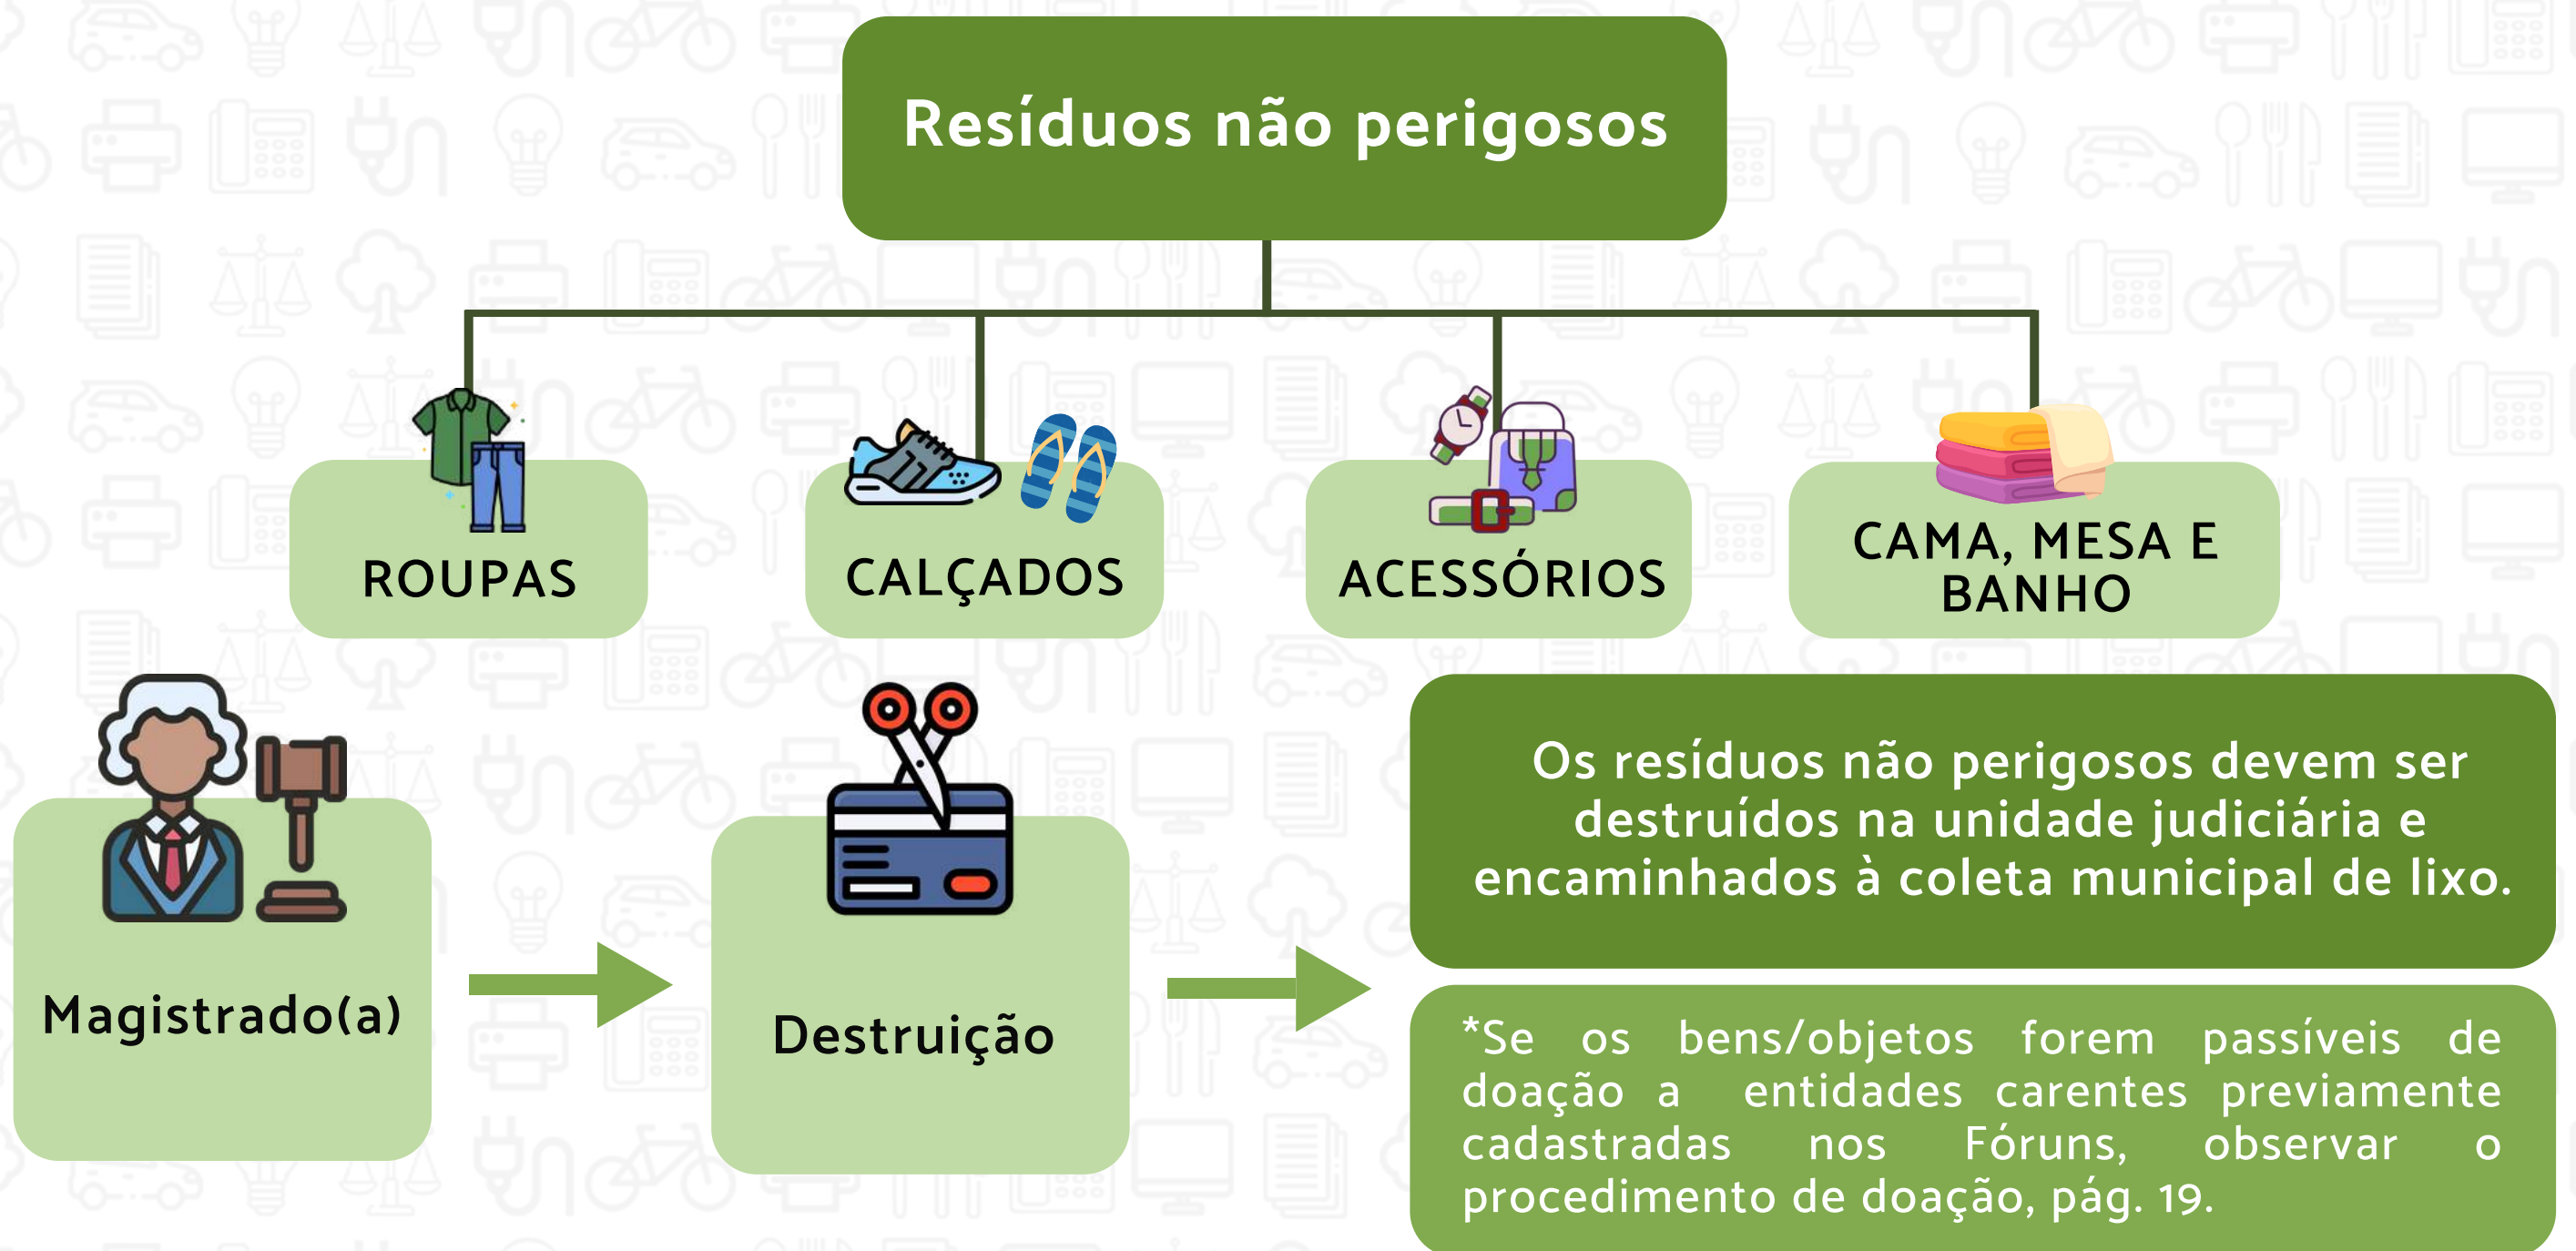 Resíduos não perigosos
ROUPAS
CALÇADOS
ACESSÓRIOS
CAMA, MESA E
BANHO
Magistrado(a)
Destruição
Os resíduos não perigosos devem ser
destruídos na unidade judiciária e
encaminhados à coleta municipal de lixo.
*Se os bens/objetos forem passíveis de
doação a entidades carentes previamente
cadastradas nos Fóruns, observar o
procedimento de doação, pág. 19.